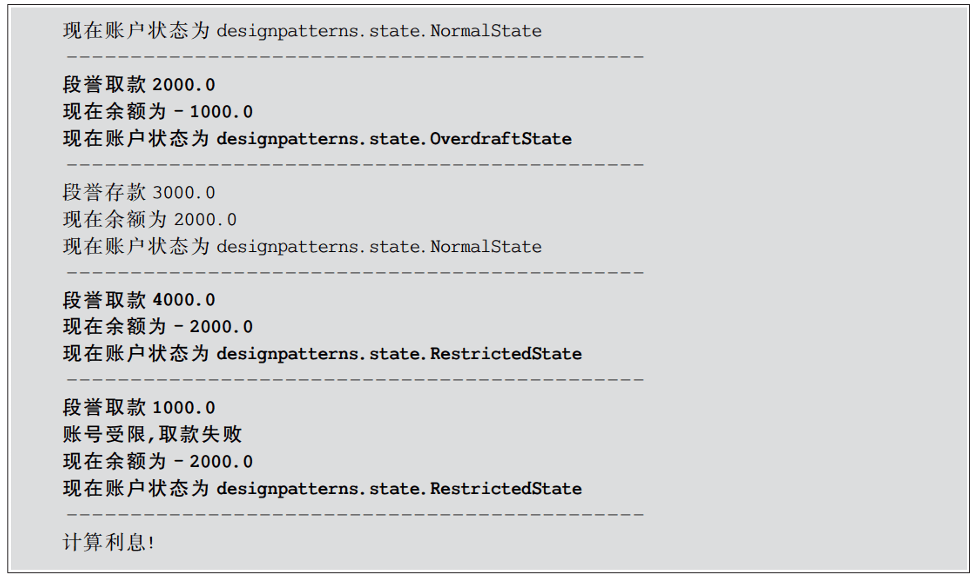 现在账户状态为 designpatterns.state.NormalState
---------------------------------------------
段誉取款 2000.0
现在余额为 -1000.0
现在账户状态为 designpatterns.state.OverdraftState
---------------------------------------------
段誉存款 3000.0
现在余额为 2000.0
现在账户状态为 designpatterns.state.NormalState
---------------------------------------------
段誉取款 4000.0
现在余额为 -2000.0
现在账户状态为 designpatterns.state.RestrictedState
---------------------------------------------
段誉取款 1000.0
账号受限,取款失败
现在余额为 -2000.0
现在账户状态为 designpatterns.state.RestrictedState
---------------------------------------------
计算利息!